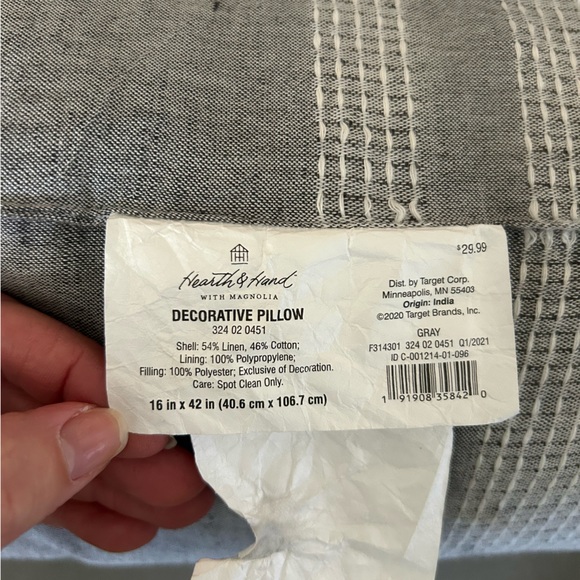 Hearth & Hand
WITH MAGNOLIA
DECORATIVE PILLOW
324 02 0451
Shell: 54% Linen, 46% Cotton;
Lining: 100% Polypropylene;
Filling: 100% Polyester; Exclusive of Decoration.
Care: Spot Clean Only.
16 in x 42 in (40.6 cm x 106.7 cm)
$29.99
Dist. by Target Corp.
Minneapolis, MN 55403
Origin: India
©2020 Target Brands, Inc.
GRAY
F314301 324 02 0451 01/2021
ID C-001214-01-096
1 91908 35842 0